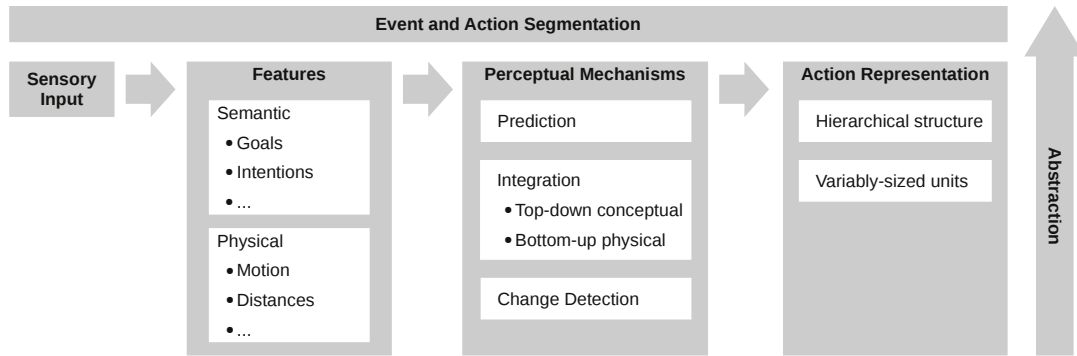 Event and Action Segmentation
Sensory
Input
Features
Semantic
• Goals
• Intentions
• ...
Physical
• Motion
• Distances
• ...
Perceptual Mechanisms
Prediction
Integration
• Top-down conceptual
• Bottom-up physical
Change Detection
Action Representation
Hierarchical structure
Variably-sized units
Abstraction